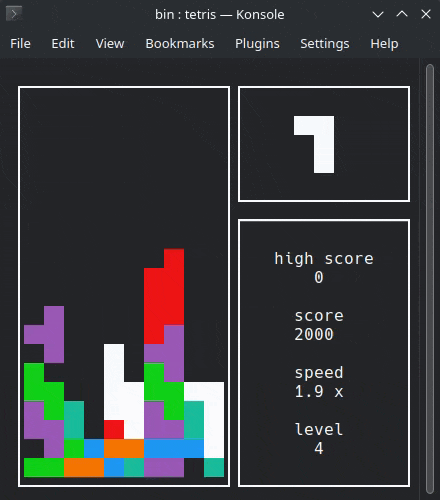 bin : tetris — Konsole
File Edit View Bookmarks Plugins Settings Help
high score
0
score
2000
speed
1.9 x
level
4